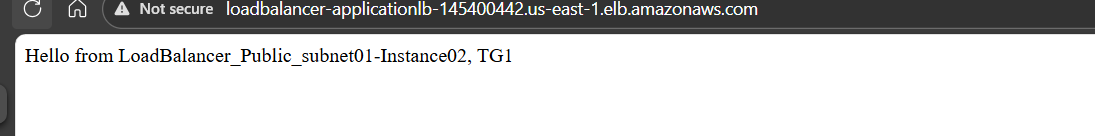 Not secure loadbalancer-applicationlb-145400442.us-east-1.elb.amazonaws.com
Hello from LoadBalancer_Public_subnet01-Instance02, TG1